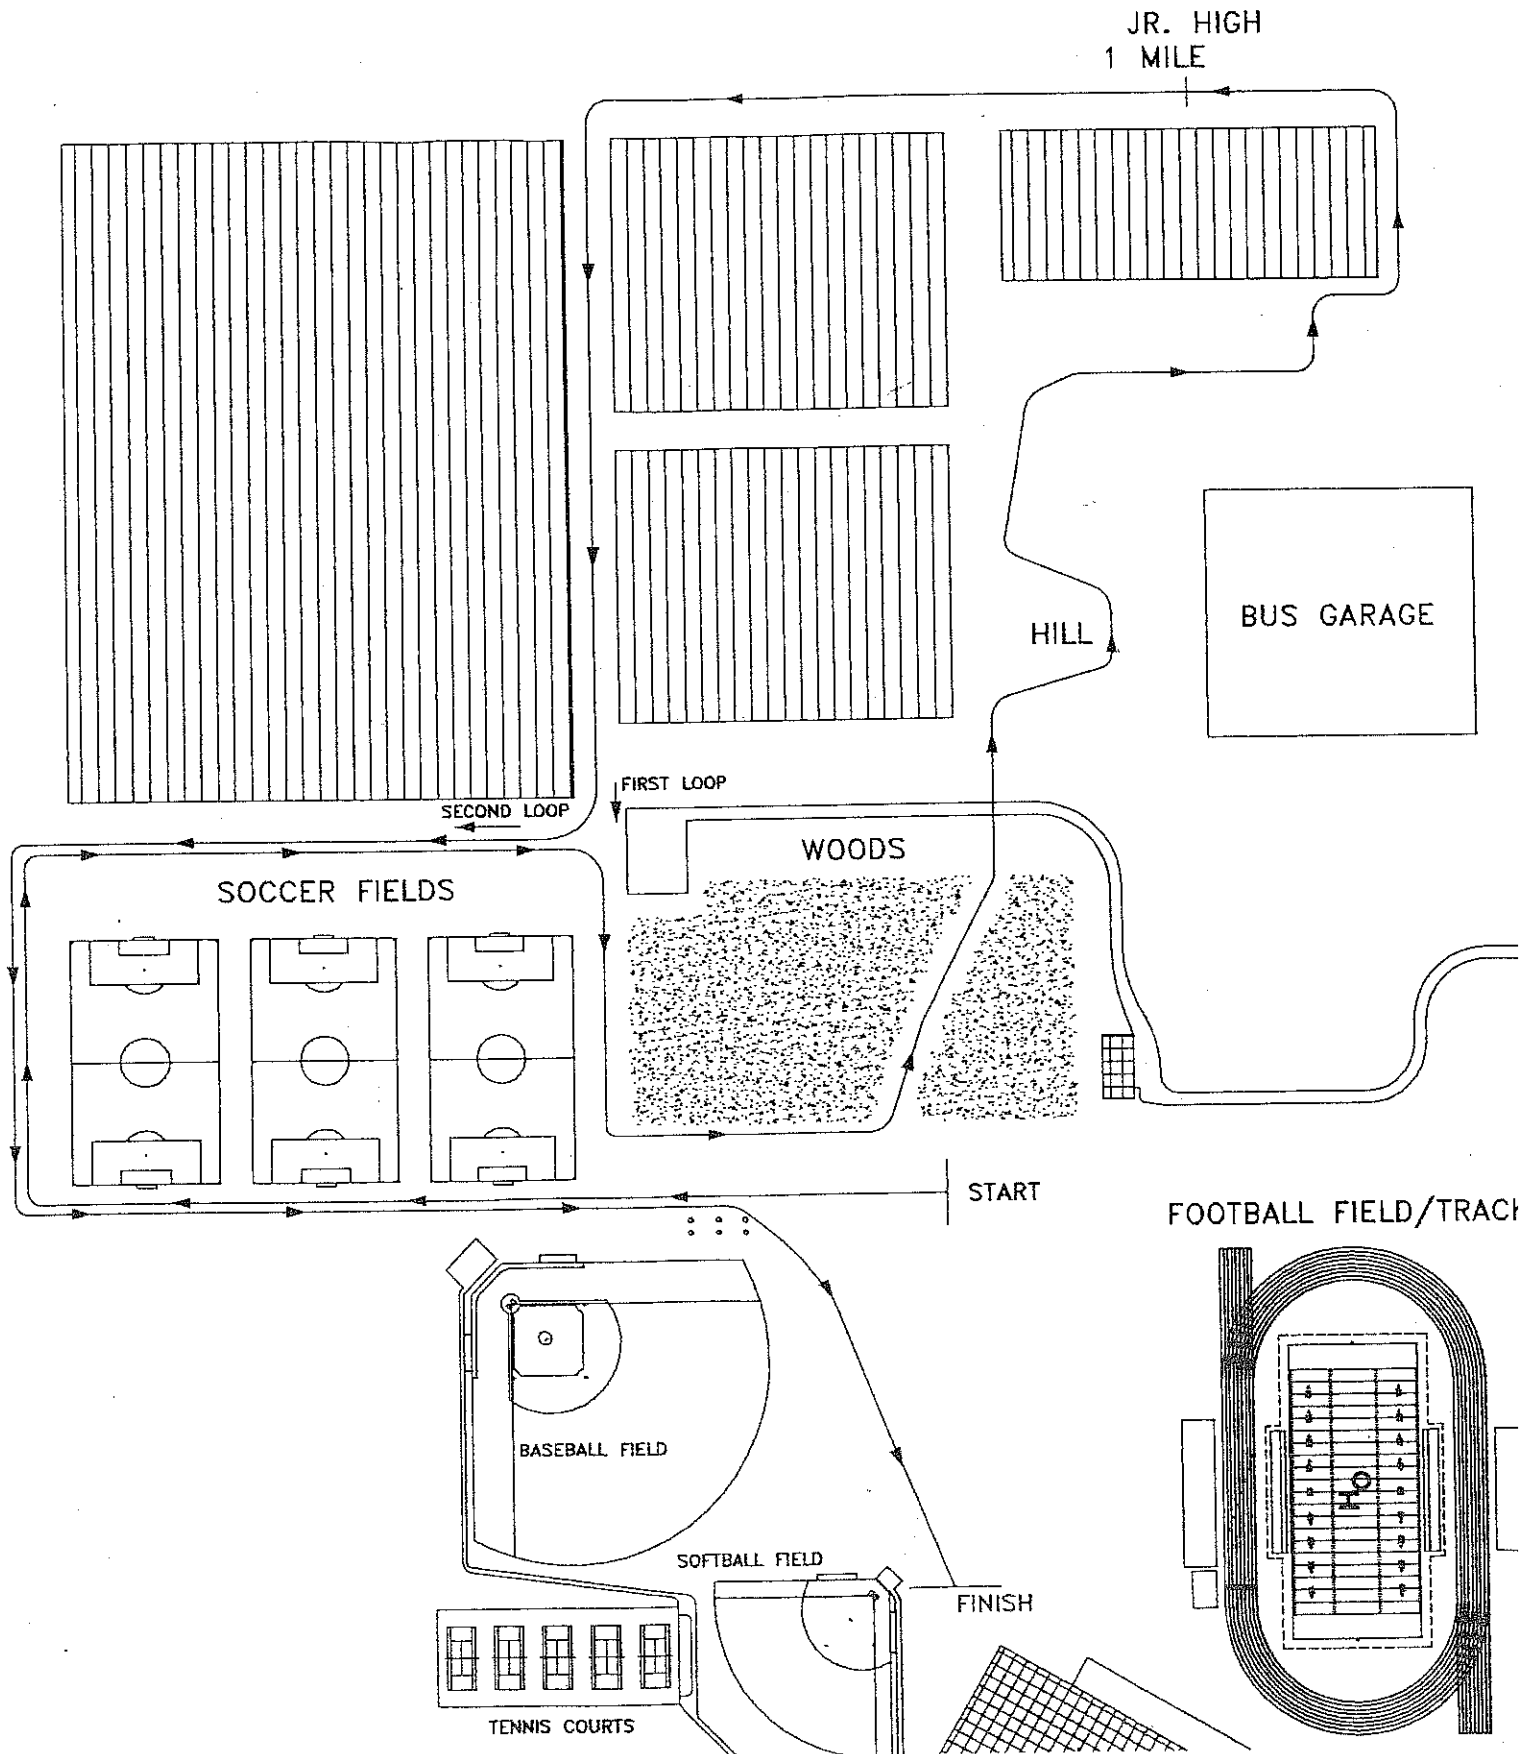 JR. HIGH
1 MILE
BUS GARAGE
HILL
FIRST LOOP
SECOND LOOP
WOODS
SOCCER FIELDS
START
FOOTBALL FIELD/TRACK
BASEBALL FIELD
SOFTBALL FIELD
FINISH
TENNIS COURTS